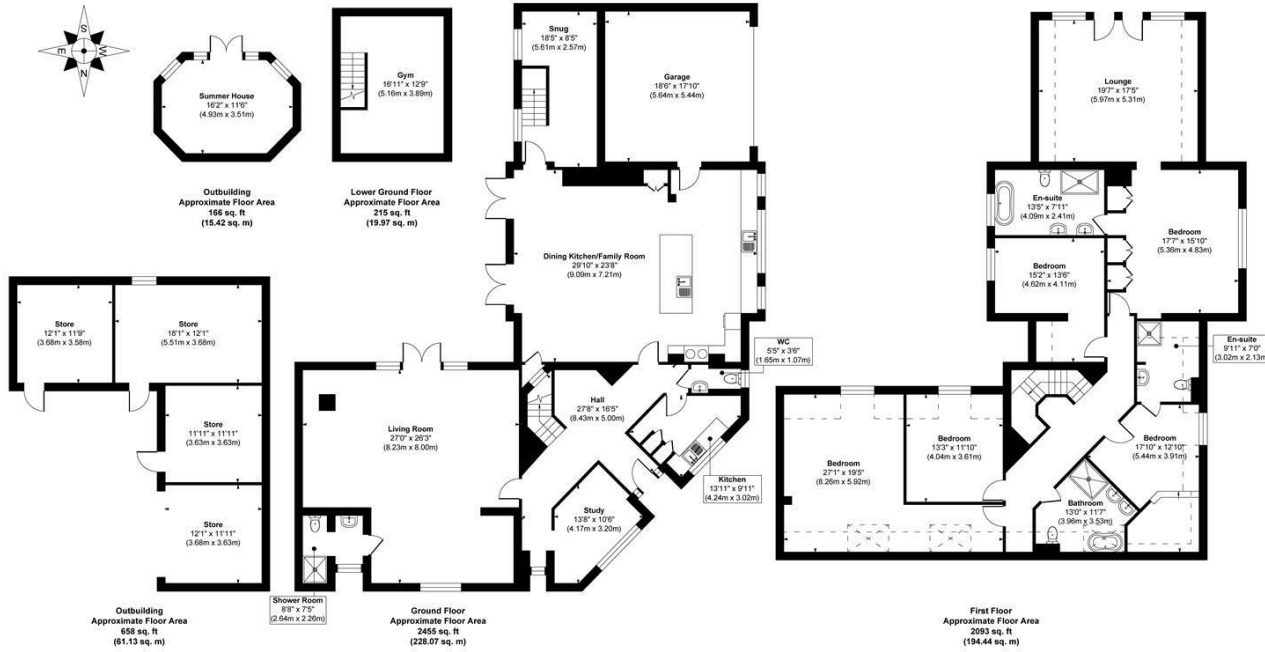 S
E
W
N
Summer House
16'2" x 11'6"
(4.93m x 3.51m)
Outbuilding
Approximate Floor Area
166 sq. ft
(15.42 sq. m)
Gym
16'11" x 12'9"
(5.16m x 3.89m)
Lower Ground Floor
Approximate Floor Area
215 sq. ft
(19.97 sq. m)
Store
12'1" x 11'9"
(3.68m x 3.58m)
Store
18'1" x 12'1"
(5.51m x 3.68m)
Store
11'11" x 11'11"
(3.63m x 3.63m)
Store
12'1" x 11'11"
(3.68m x 3.63m)
Outbuilding
Approximate Floor Area
658 sq. ft
(61.13 sq. m)
Snug
18'5" x 8'5"
(5.61m x 2.57m)
Garage
18'6" x 17'10"
(5.64m x 5.44m)
Dining Kitchen/Family Room
29'10" x 23'8"
(9.09m x 7.21m)
WC
5'5" x 3'6"
(1.65m x 1.07m)
Hall
27'8" x 16'5"
(8.43m x 5.00m)
Living Room
27'0" x 26'3"
(8.23m x 8.00m)
Kitchen
13'11" x 9'11"
(4.24m x 3.02m)
Study
13'8" x 10'6"
(4.17m x 3.20m)
Shower Room
8'8" x 7'5"
(2.64m x 2.26m)
Ground Floor
Approximate Floor Area
2455 sq. ft
(228.07 sq. m)
Lounge
19'7" x 17'5"
(5.97m x 5.31m)
En-suite
13'5" x 7'11"
(4.09m x 2.41m)
Bedroom
17'7" x 15'10"
(5.36m x 4.83m)
Bedroom
15'2" x 13'6"
(4.62m x 4.11m)
En-suite
9'11" x 7'0"
(3.02m x 2.13m)
Bedroom
27'1" x 19'5"
(8.26m x 5.92m)
Bedroom
13'3" x 11'10"
(4.04m x 3.61m)
Bedroom
17'10" x 12'10"
(5.44m x 3.91m)
Bathroom
13'0" x 11'7"
(3.96m x 3.53m)
First Floor
Approximate Floor Area
2093 sq. ft
(194.44 sq. m)